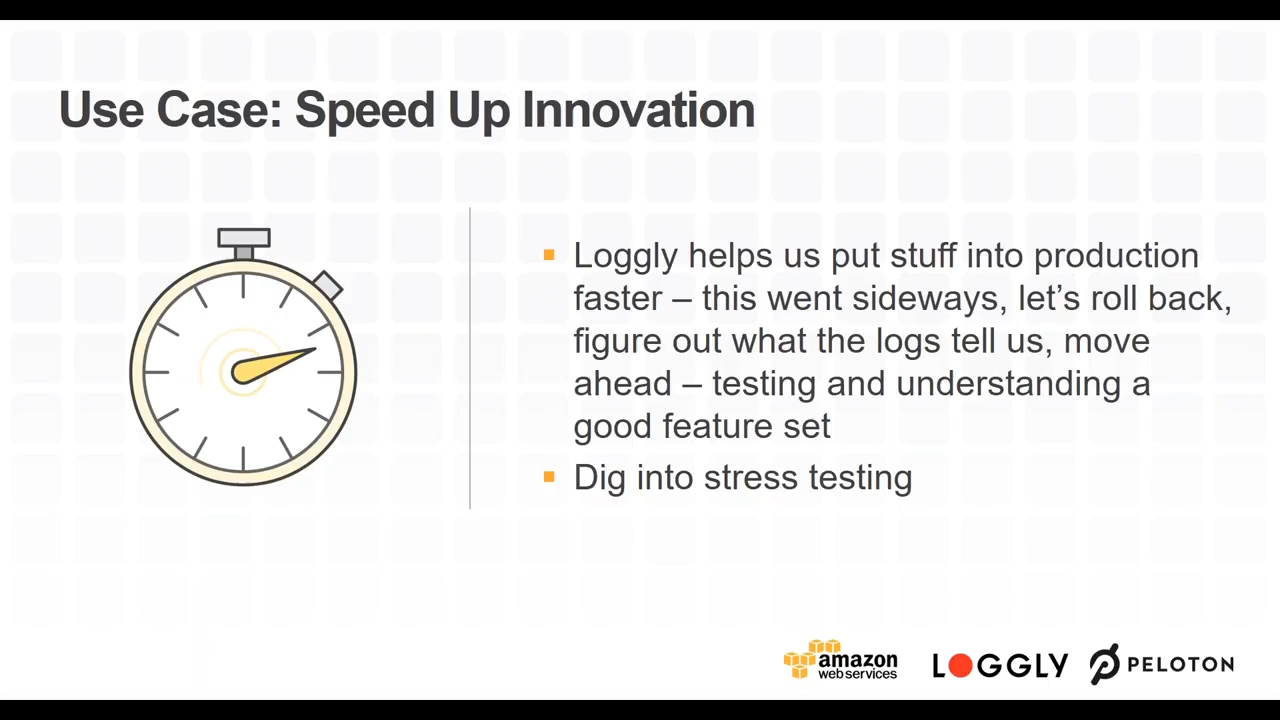 Use Case: Speed Up Innovation
▪ Loggly helps us put stuff into production
faster – this went sideways, let’s roll back,
figure out what the logs tell us, move
ahead – testing and understanding a
good feature set
▪ Dig into stress testing
amazon
webservices
LOGGLY
PELOTON